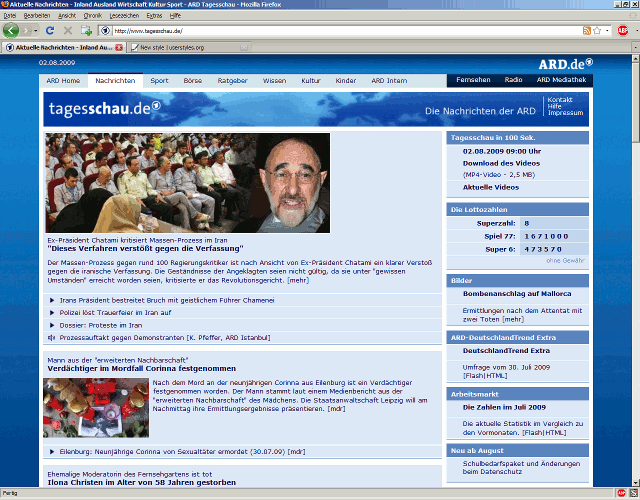 Aktuelle Nachrichten - Inland Ausland Wirtschaft Kultur Sport - ARD Tagesschau - Mozilla Firefox
Datei Bearbeiten Ansicht Chronik Lesezeichen Extras Hilfe
http://www.tagesschau.de/
Aktuelle Nachrichten - Inland Au...
New style | userstyles.org
02.08.2009
ARD.de
ARD Home Nachrichten Sport Börse Ratgeber Wissen Kultur Kinder ARD Intern
Fernsehen Radio ARD Mediathek
tagesschau.de
Die Nachrichten der ARD
Kontakt
Hilfe
Impressum
Ex-Präsident Chatami kritisiert Massen-Prozess im Iran
"Dieses Verfahren verstößt gegen die Verfassung"
Der Massen-Prozess gegen rund 100 Regierungskritiker ist nach Ansicht von Ex-Präsident Chatami ein klarer Verstoß
gegen die iranische Verfassung. Die Geständnisse der Angeklagten seien nicht gültig, da sie unter "gewissen
Umständen" erreicht worden seien, kritisierte er das Revolutionsgericht. [mehr]
Irans Präsident bestreitet Bruch mit geistlichem Führer Chamenei
Polizei löst Trauerfeier im Iran auf
Dossier: Proteste im Iran
Prozessauftakt gegen Demonstranten [K. Pfeffer, ARD Istanbul]
Mann aus der "erweiterten Nachbarschaft"
Verdächtiger im Mordfall Corinna festgenommen
Nach dem Mord an der neunjährigen Corinna aus Eilenburg ist ein Verdächtiger
festgenommen worden. Der Mann stammt laut einem Medienbericht aus der
"erweiterten Nachbarschaft" des Mädchens. Die Staatsanwaltschaft Leipzig will am
Nachmittag ihre Ermittlungsergebnisse präsentieren. [mdr]
Eilenburg: Neunjährige Corinna von Sexualtäter ermordet (30.07.09) [mdr]
Ehemalige Moderatorin des Fernsehgartens ist tot
Ilona Christen im Alter von 58 Jahren gestorben
Tagesschau in 100 Sek.
02.08.2009 09:00 Uhr
Download des Videos
(MP4-Video - 2,5 MB)
Aktuelle Videos
Die Lottozahlen
Superzahl: 8
Spiel 77: 1 6 7 1 0 0 0
Super 6: 4 7 3 5 7 0
ohne Gewähr
Bilder
Bombenanschlag auf Mallorca
Ermittlungen nach dem Attentat mit
zwei Toten [mehr]
ARD-DeutschlandTrend Extra
DeutschlandTrend Extra
Umfrage vom 30. Juli 2009
[Flash|HTML]
Arbeitsmarkt
Die Zahlen im Juli 2009
Die aktuelle Statistik im Vergleich zu
den Vormonaten. [Flash|HTML]
Neu ab August
Schulbedarfspaket und Änderungen
beim Datenschutz
Fertig
ABP